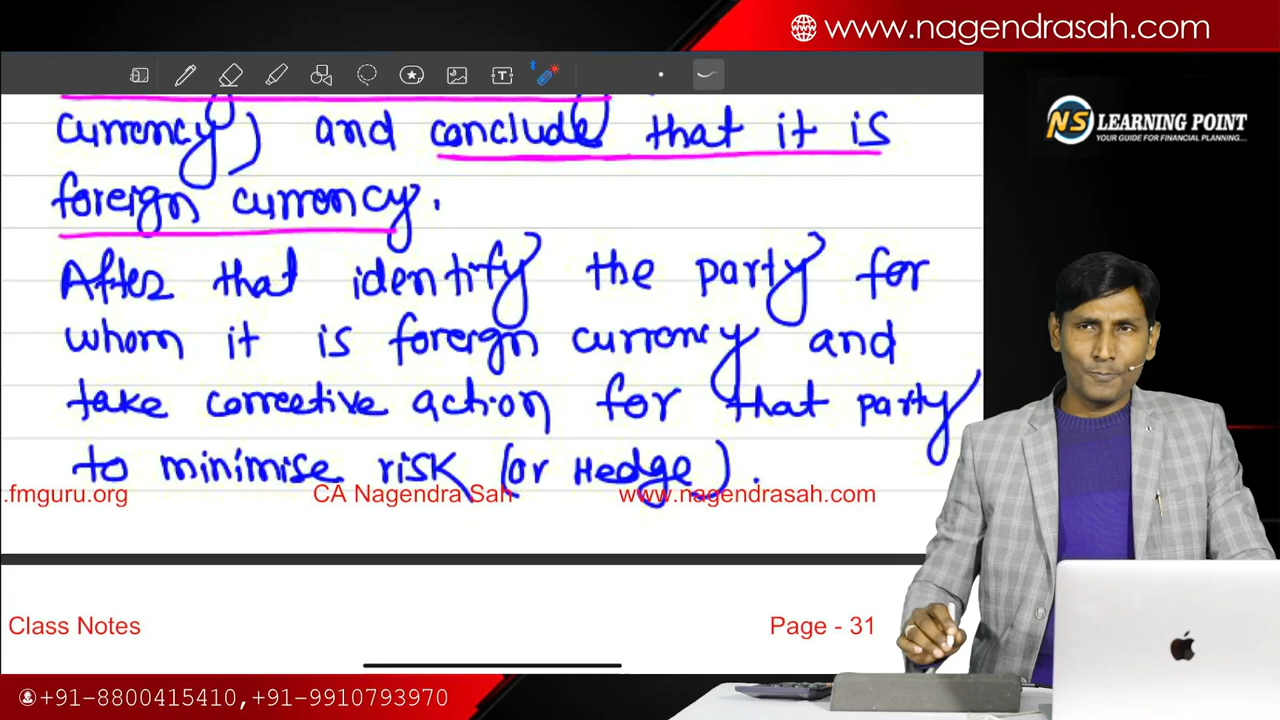 www.nagendrasah.com
NS LEARNING POINT
YOUR GUIDE FOR FINANCIAL PLANNING...
currency) and conclude that it is
foreign currency.
After that identify the party for
whom it is foreign currency and
take corrective action for that party
to minimise risk (or Hedge).
.fmguru.org CA Nagendra Sah www.nagendrasah.com
Class Notes Page - 31
+91-8800415410,+91-9910793970